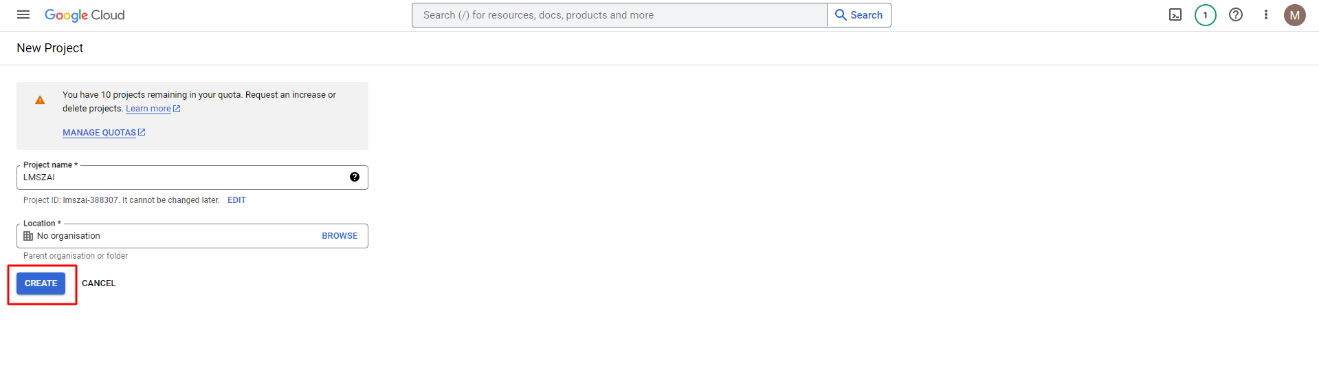 Google Cloud
Search (/) for resources, docs, products and more
Search
1
M
New Project
You have 10 projects remaining in your quota. Request an increase or
delete projects. Learn more
MANAGE QUOTAS
Project name *
LMSZAI
Project ID: lmszai-388307. It cannot be changed later. EDIT
Location *
No organisation
BROWSE
Parent organisation or folder
CREATE
CANCEL